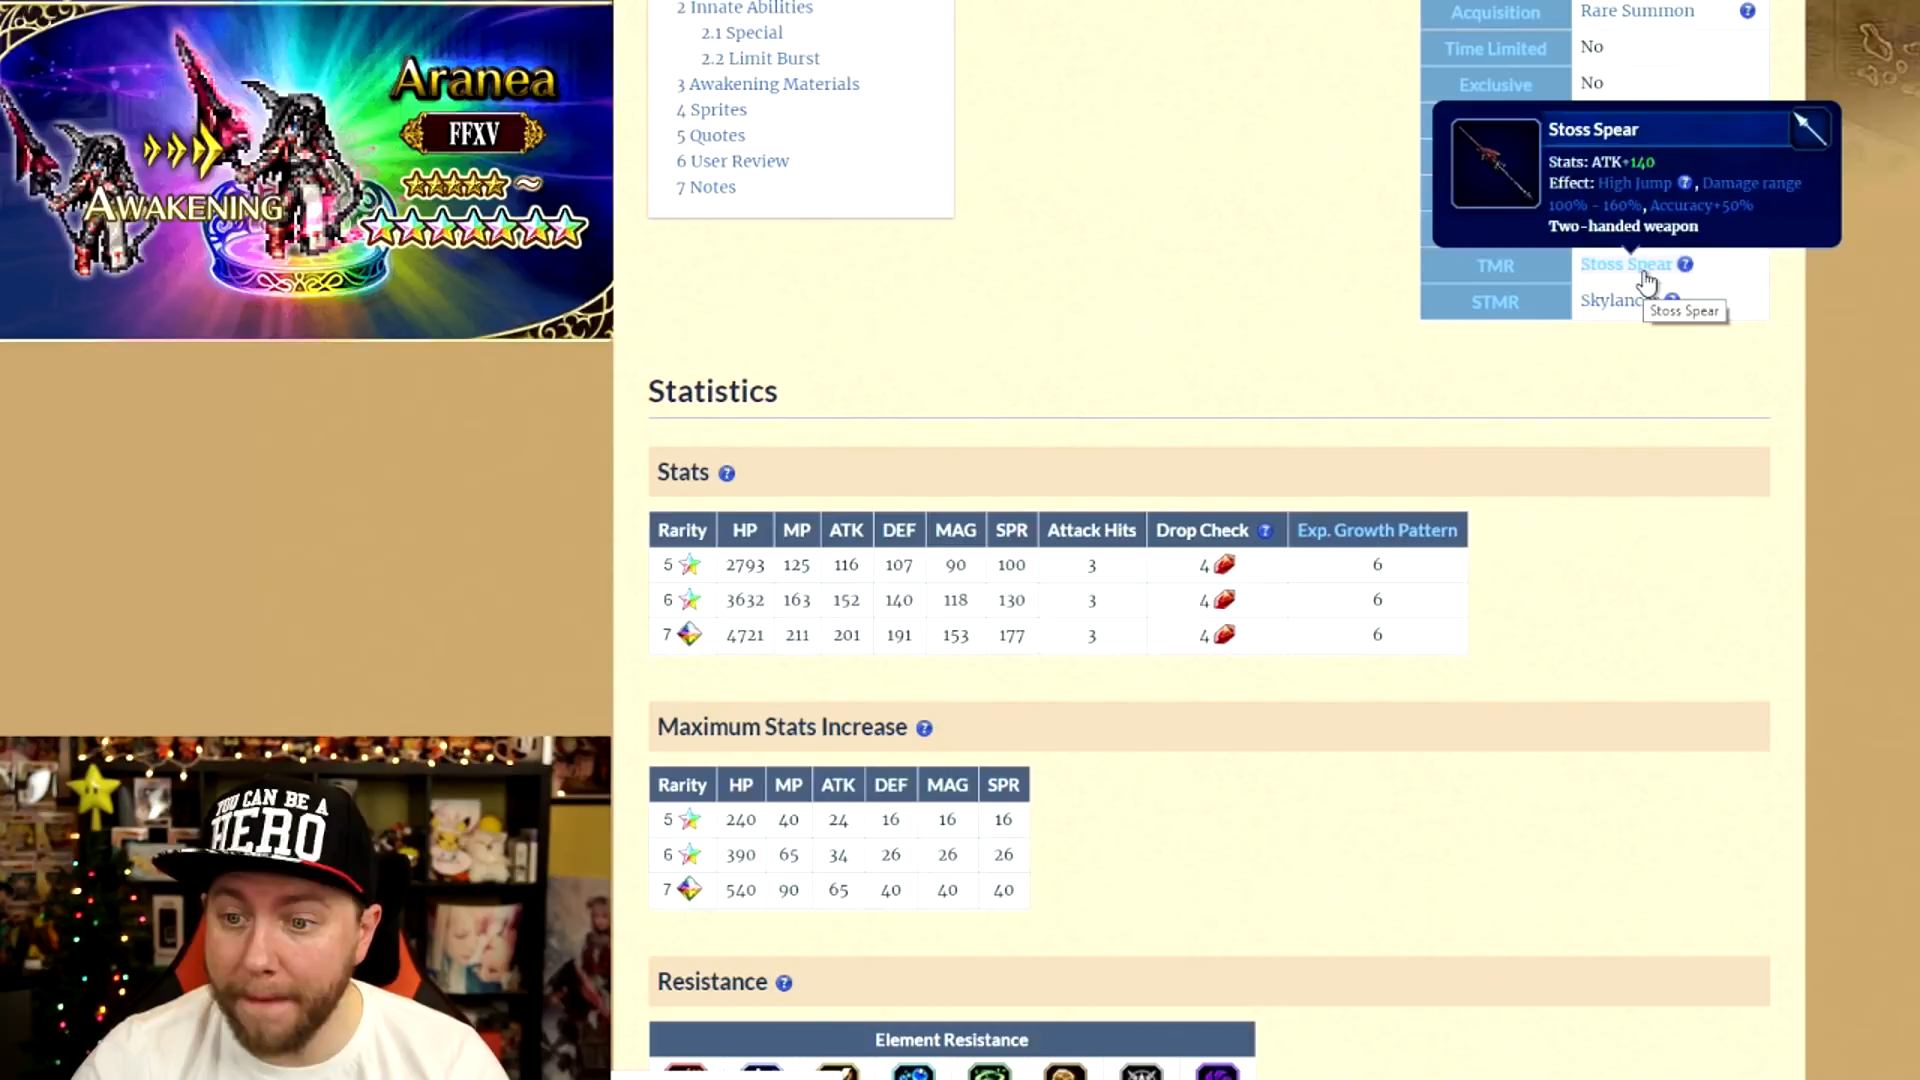 Aranea
FFXV
AWAKENING
2 Innate Abilities
2.1 Special
2.2 Limit Burst
3 Awakening Materials
4 Sprites
5 Quotes
6 User Review
7 Notes
Acquisition Rare Summon ?
Time Limited No
Exclusive No
Stoss Spear
Stats: ATK+140
Effect: High Jump ?, Damage range
100% - 160%, Accuracy+50%
Two-handed weapon
TMR Stoss Spear ?
STMR Skylanc
Stoss Spear
Statistics
Stats ?
Rarity HP MP ATK DEF MAG SPR Attack Hits Drop Check ? Exp. Growth Pattern
5 2793 125 116 107 90 100 3 4 6
6 3632 163 152 140 118 130 3 4 6
7 4721 211 201 191 153 177 3 4 6
Maximum Stats Increase ?
Rarity HP MP ATK DEF MAG SPR
5 240 40 24 16 16 16
6 390 65 34 26 26 26
7 540 90 65 40 40 40
Resistance ?
Element Resistance
YOU CAN BE A
HERO